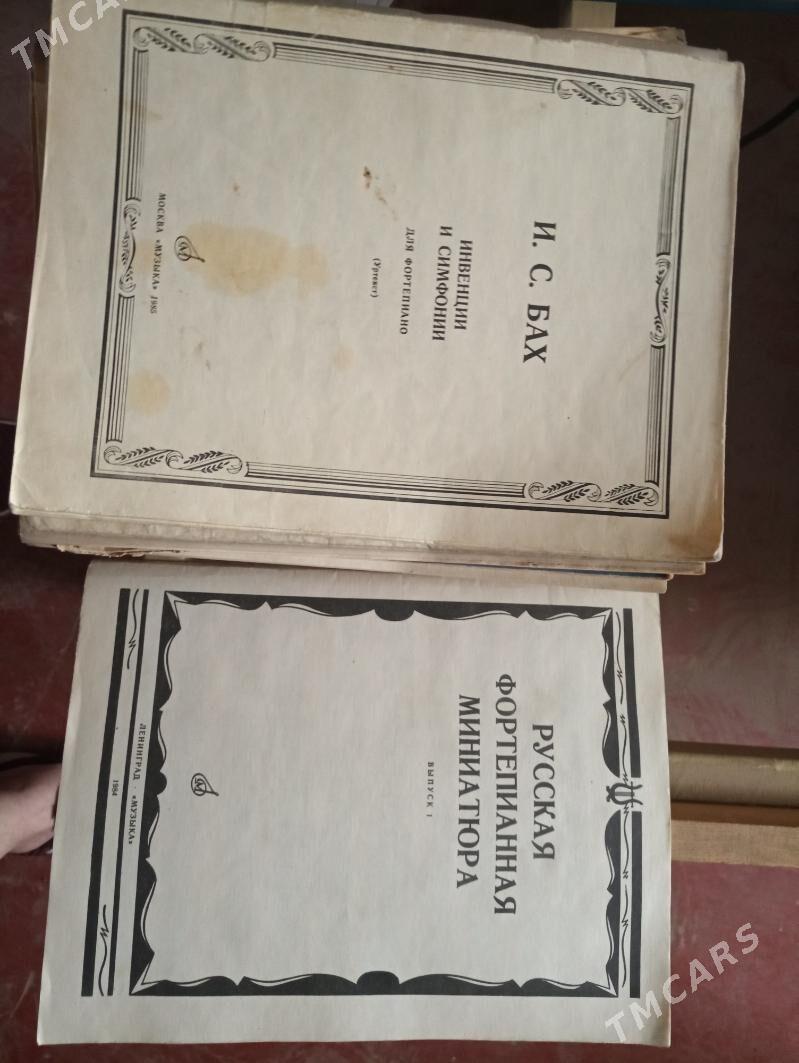 И. С. БАХ
ИНВЕНЦИИ
И СИМФОНИИ
ДЛЯ ФОРТЕПИАНО
(Уртекст)
МОСКВА «МУЗЫКА» 1985
РУССКАЯ
ФОРТЕПИАННАЯ
МИНИАТЮРА
ВЫПУСК 1
ЛЕНИНГРАД · «МУЗЫКА»
1984
TMCARS
TMCARS